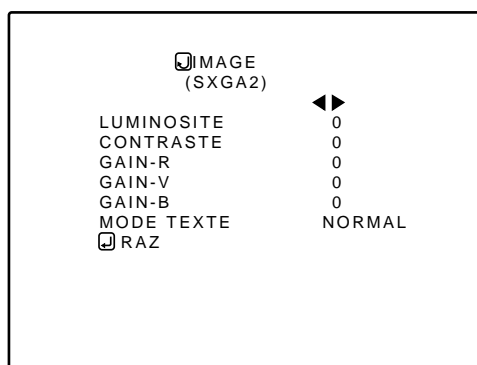 IMAGE
(SXGA2)
LUMINOSITE 0
CONTRASTE 0
GAIN-R 0
GAIN-V 0
GAIN-B 0
MODE TEXTE NORMAL
RAZ